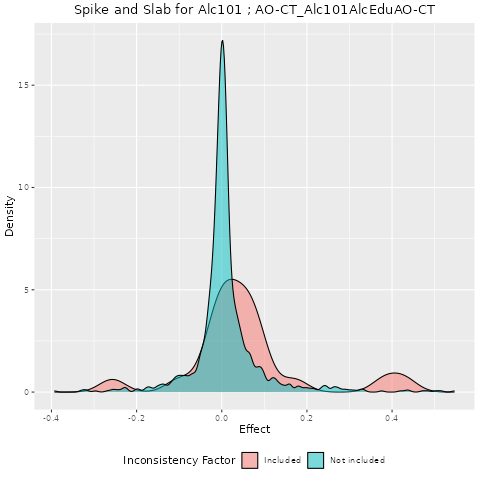 Spike and Slab for Alc101 ; AO-CT_Alc101AlcEduAO-CT
Density
15
10
5
0
-0.4 -0.2 0.0 0.2 0.4
Effect
Inconsistency Factor Included Not included